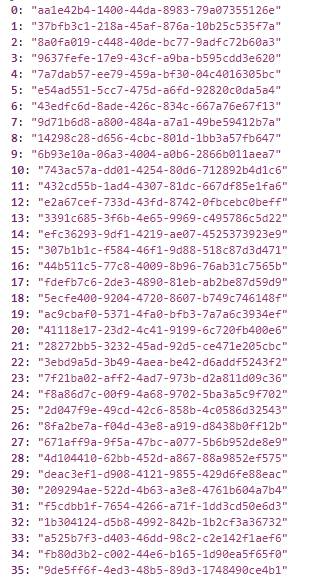 0: "aa1e42b4-1400-44da-8983-79a07355126e"
1: "37bfb3c1-218a-45af-876a-10b25c535f7a"
2: "8a0fa019-c448-40de-bc77-9adfc72b60a3"
3: "9637fefe-17e9-43cf-a9ba-b595cdd3e620"
4: "7a7dab57-ee79-459a-bf30-04c4016305bc"
5: "e54ad551-5cc7-475d-a6fd-92820c0da5a4"
6: "43edfc6d-8ade-426c-834c-667a76e67f13"
7: "9d71b6d8-a800-484a-a7a1-49be59412b7a"
8: "14298c28-d656-4cbc-801d-1bb3a57fb647"
9: "6b93e10a-06a3-4004-a0b6-2866b011aea7"
10: "743ac57a-dd01-4254-80d6-712892b4d1c6"
11: "432cd55b-1ad4-4307-81dc-667df85e1fa6"
12: "e2a67cef-733d-43fd-8742-0fbcebc0beff"
13: "3391c685-3f6b-4e65-9969-c495786c5d22"
14: "efc36293-9df1-4219-ae07-4525373923e9"
15: "307b1b1c-f584-46f1-9d88-518c87d3d471"
16: "44b511c5-77c8-4009-8b96-76ab31c7565b"
17: "fdefb7c6-2de3-4890-81eb-ab2be87d59d9"
18: "5ecfe400-9204-4720-8607-b749c746148f"
19: "ac9cbaf0-5371-4fa0-bfb3-7a7a6c3934ef"
20: "41118e17-23d2-4c41-9199-6c720fb400e6"
21: "28272bb5-3232-45ad-92d5-ce471e205cbc"
22: "3ebd9a5d-3b49-4aea-be42-d6addf5243f2"
23: "7f21ba02-aff2-4ad7-973b-d2a811d09c36"
24: "f8a86d7c-00f9-4a68-9702-5ba3a5c9f702"
25: "2d047f9e-49cd-42c6-858b-4c0586d32543"
26: "8fa2be7a-f04d-43e8-a919-d8438b0ff12b"
27: "671aff9a-9f5a-47bc-a077-5b6b952de8e9"
28: "4d104410-62bb-452d-a867-88a9852ef575"
29: "deac3ef1-d908-4121-9855-429d6fe88eac"
30: "209294ae-522d-4b63-a3e8-4761b604a7b4"
31: "f5cdbb1f-7654-4266-a71f-1dd3cd50e6d3"
32: "1b304124-d5b8-4992-842b-1b2cf3a36732"
33: "a525b7f3-d403-46dd-98c2-c2e142f1aef6"
34: "fb80d3b2-c002-44e6-b165-1d90ea5f65f0"
35: "9de5ff6f-4ed3-48b5-89d3-1748490ce4b1"